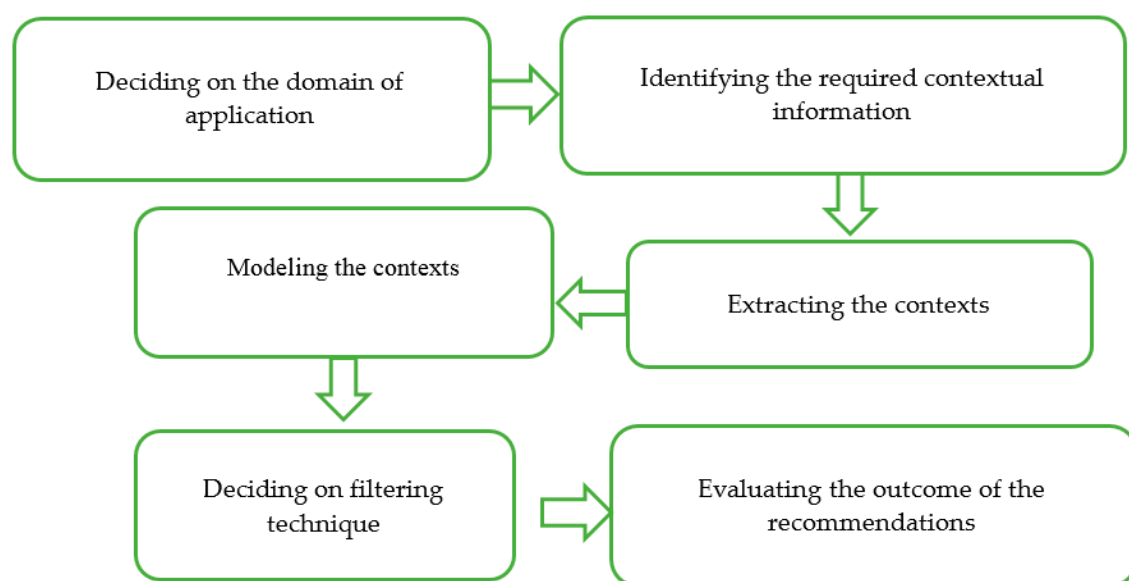 Deciding on the domain of
application
Identifying the required contextual
information
Extracting the contexts
Modeling the contexts
Deciding on filtering
technique
Evaluating the outcome of the
recommendations